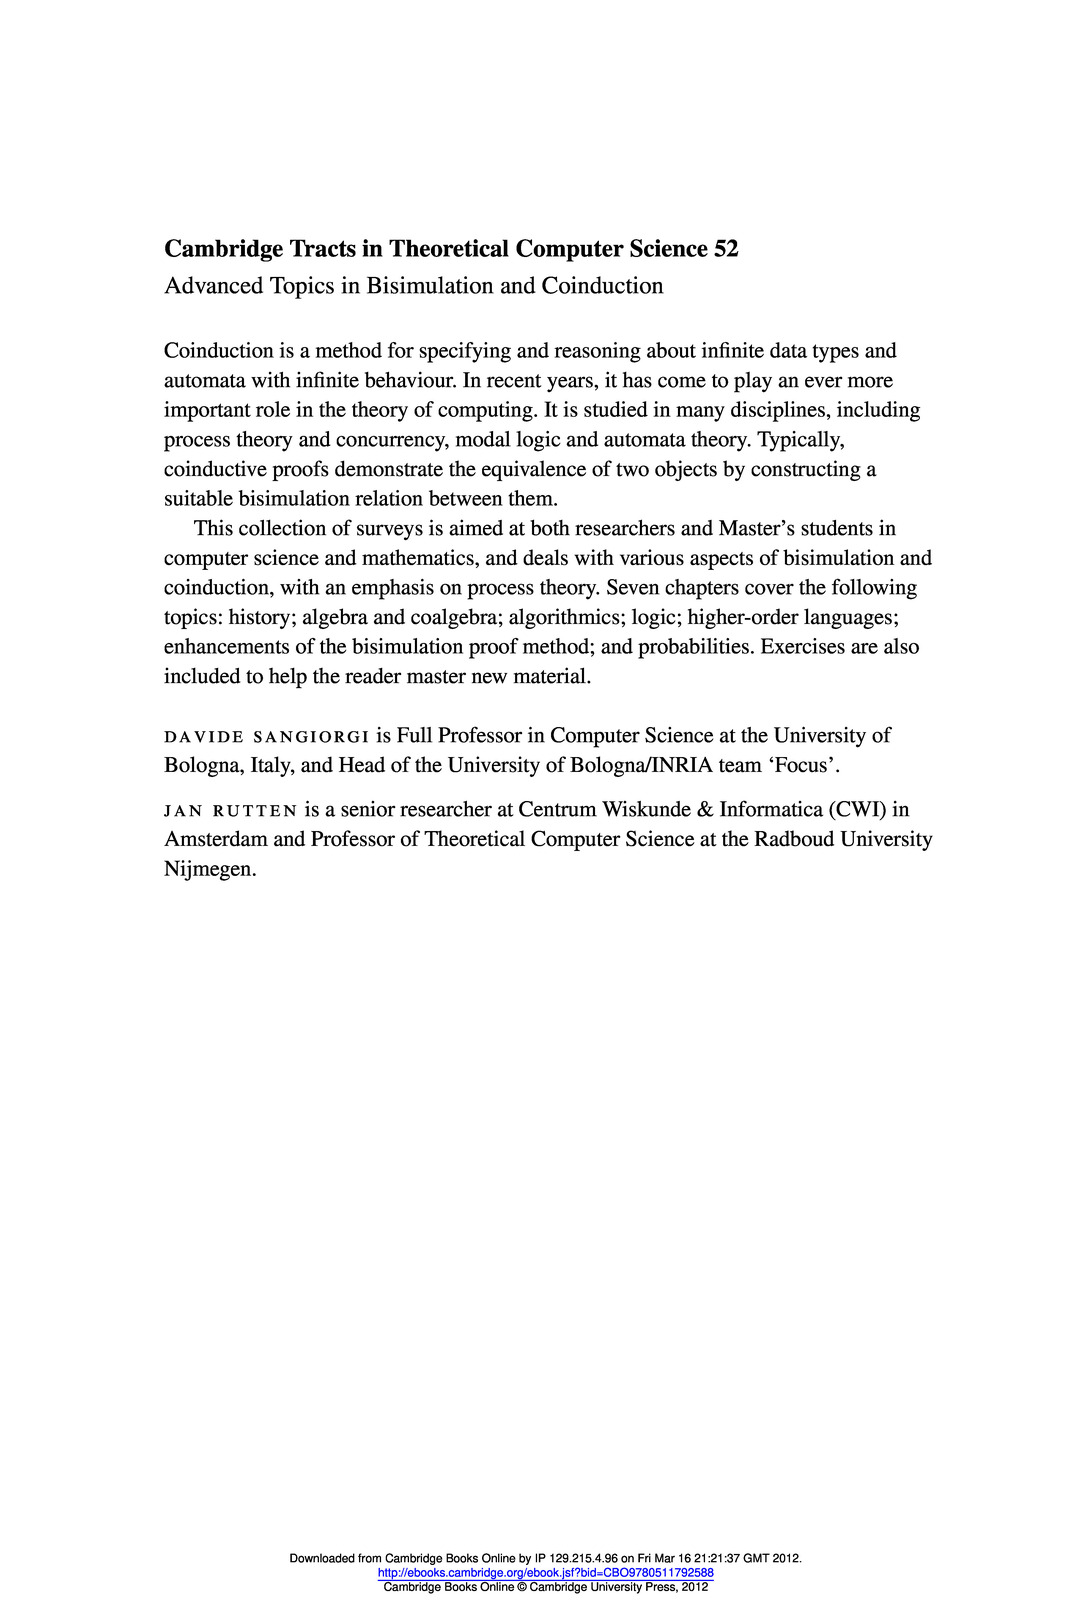 Cambridge Tracts in Theoretical Computer Science 52
Advanced Topics in Bisimulation and Coinduction
Coinduction is a method for specifying and reasoning about infinite data types and
automata with infinite behaviour. In recent years, it has come to play an ever more
important role in the theory of computing. It is studied in many disciplines, including
process theory and concurrency, modal logic and automata theory. Typically,
coinductive proofs demonstrate the equivalence of two objects by constructing a
suitable bisimulation relation between them.
This collection of surveys is aimed at both researchers and Master’s students in
computer science and mathematics, and deals with various aspects of bisimulation and
coinduction, with an emphasis on process theory. Seven chapters cover the following
topics: history; algebra and coalgebra; algorithmics; logic; higher-order languages;
enhancements of the bisimulation proof method; and probabilities. Exercises are also
included to help the reader master new material.
DAVIDE SANGIORGI is Full Professor in Computer Science at the University of
Bologna, Italy, and Head of the University of Bologna/INRIA team ‘Focus’.
JAN RUTTEN is a senior researcher at Centrum Wiskunde & Informatica (CWI) in
Amsterdam and Professor of Theoretical Computer Science at the Radboud University
Nijmegen.
Downloaded from Cambridge Books Online by IP 129.215.4.96 on Fri Mar 16 21:21:37 GMT 2012.
http://ebooks.cambridge.org/ebook.jsf?bid=CBO9780511792588
Cambridge Books Online © Cambridge University Press, 2012